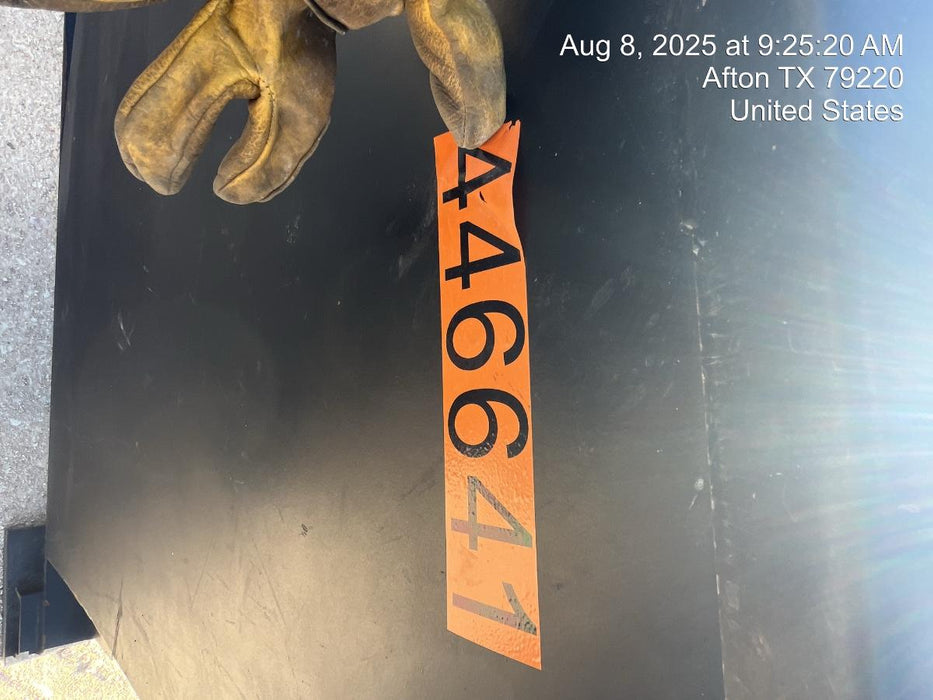 Aug 8, 2025 at 9:25:20 AM
Afton TX 79220
United States
446641